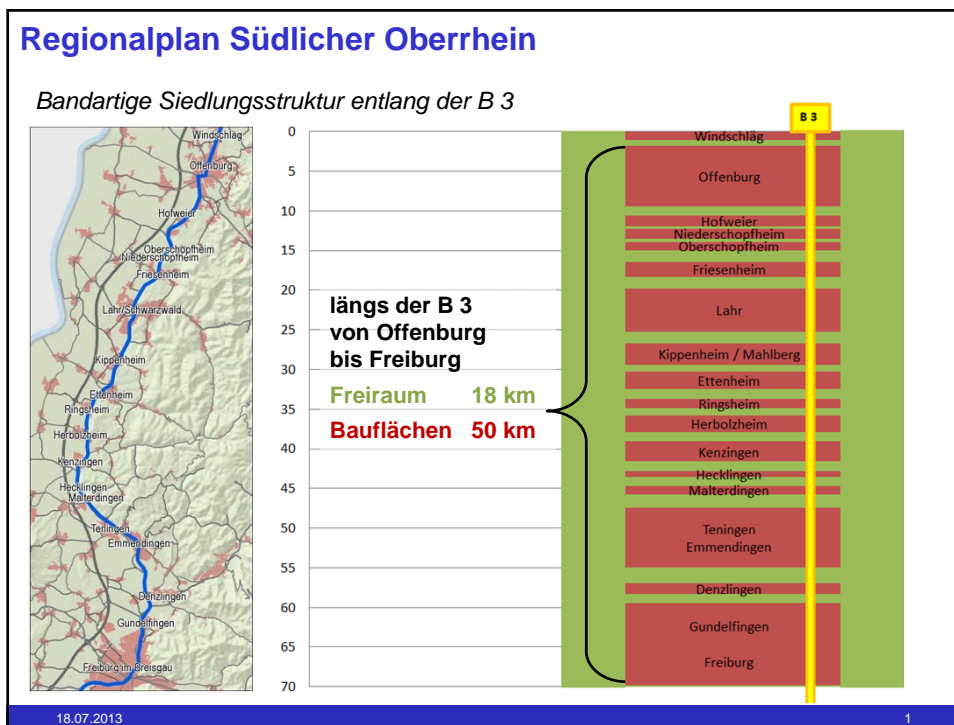 Regionalplan Südlicher Oberrhein
Bandartige Siedlungsstruktur entlang der B 3
Windschläg
Offenburg
Hofweier
Oberschopfheim
Niederschopfheim
Friesenheim
Lahr/Schwarzwald
Kippenheim
Ettenheim
Ringsheim
Herbolzheim
Kenzingen
Hecklingen
Malterdingen
Teningen
Emmendingen
Denzlingen
Gundelfingen
Freiburg im Breisgau
0
5
10
15
20
25
30
35
40
45
50
55
60
65
70
längs der B 3
von Offenburg
bis Freiburg
Freiraum 18 km
Bauflächen 50 km
B 3
Windschläg
Offenburg
Hofweier
Niederschopfheim
Oberschopfheim
Friesenheim
Lahr
Kippenheim / Mahlberg
Ettenheim
Ringsheim
Herbolzheim
Kenzingen
Hecklingen
Malterdingen
Teningen
Emmendingen
Denzlingen
Gundelfingen
Freiburg
18.07.2013
1